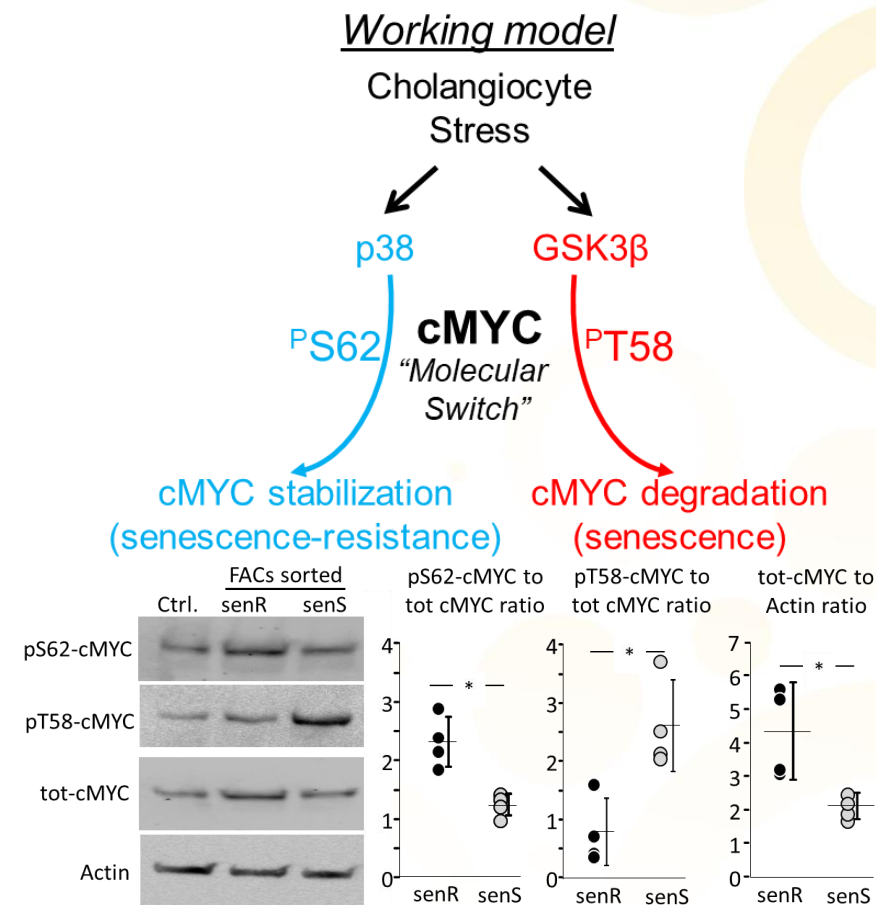 Working model
Cholangiocyte
Stress
p38
GSK3β
cMYC
PS62
PT58
“Molecular
Switch”
cMYC stabilization
(senescence-resistance)
cMYC degradation
(senescence)
FACs sorted
Ctrl. senR senS
pS62-cMYC
pT58-cMYC
tot-cMYC
Actin
pS62-cMYC to
tot cMYC ratio
4
3
2
1
0
*
senR senS
pT58-cMYC to
tot cMYC ratio
4
3
2
1
0
*
senR senS
tot-cMYC to
Actin ratio
7
6
5
4
3
2
1
0
*
senR senS